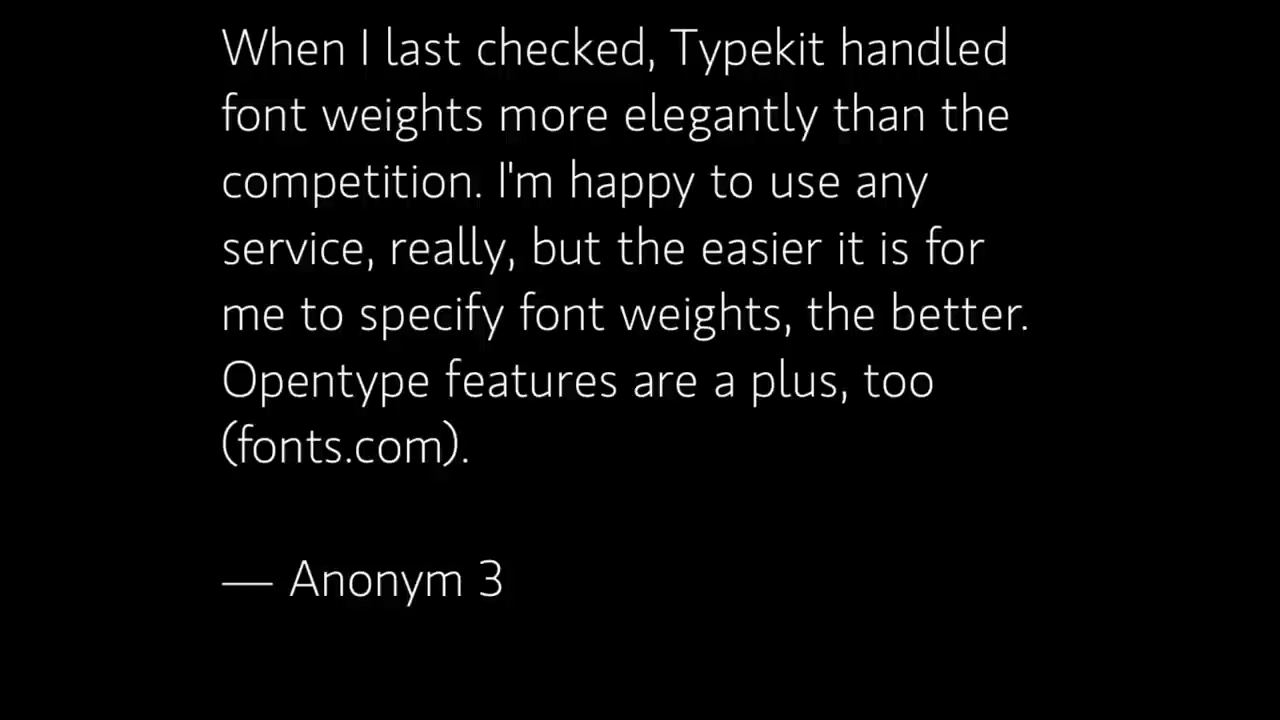 When I last checked, Typekit handled
font weights more elegantly than the
competition. I'm happy to use any
service, really, but the easier it is for
me to specify font weights, the better.
Opentype features are a plus, too
(fonts.com).
— Anonym 3